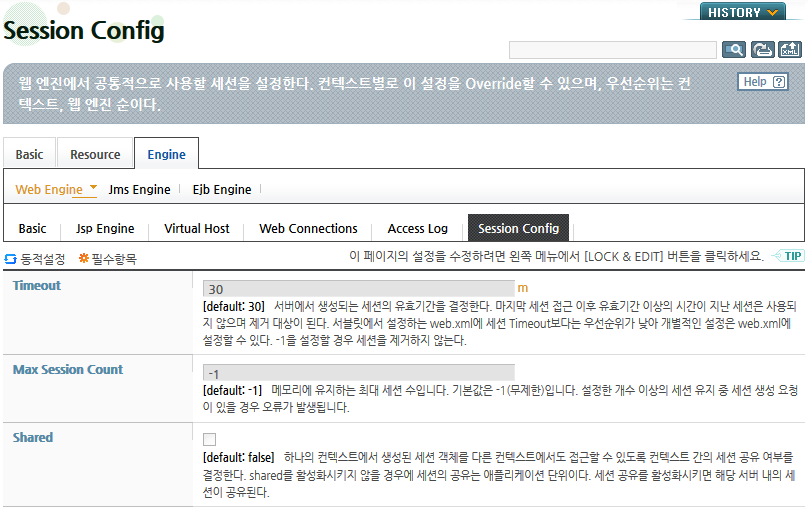 HISTORY
Session Config
웹 엔진에서 공통적으로 사용할 세션을 설정한다. 컨텍스트별로 이 설정을 Override할 수 있으며, 우선순위는 컨
텍스트, 웹 엔진 순이다.
Help ?
Basic Resource Engine
Web Engine Jms Engine Ejb Engine
Basic Jsp Engine Virtual Host Web Connections Access Log Session Config
동적설정 필수항목 이 페이지의 설정을 수정하려면 왼쪽 메뉴에서 [LOCK & EDIT] 버튼을 클릭하세요. TIP
Timeout
30 m
[default: 30] 서버에서 생성되는 세션의 유효기간을 결정한다. 마지막 세션 접근 이후 유효기간 이상의 시간이 지난 세션은 사용되
지 않으며 제거 대상이 된다. 서블릿에서 설정하는 web.xml에 세션 Timeout보다는 우선순위가 낮아 개별적인 설정은 web.xml에
설정할 수 있다. -1을 설정할 경우 세션을 제거하지 않는다.
Max Session Count
-1
[default: -1] 메모리에 유지하는 최대 세션 수입니다. 기본값은 -1(무제한)입니다. 설정한 개수 이상의 세션 유지 중 세션 생성 요청
이 있을 경우 오류가 발생됩니다.
Shared
[default: false] 하나의 컨텍스트에서 생성된 세션 객체를 다른 컨텍스트에서도 접근할 수 있도록 컨텍스트 간의 세션 공유 여부를
결정한다. shared를 활성화시키지 않을 경우에 세션의 공유는 애플리케이션 단위이다. 세션 공유를 활성화시키면 해당 서버 내의 세
션이 공유된다.